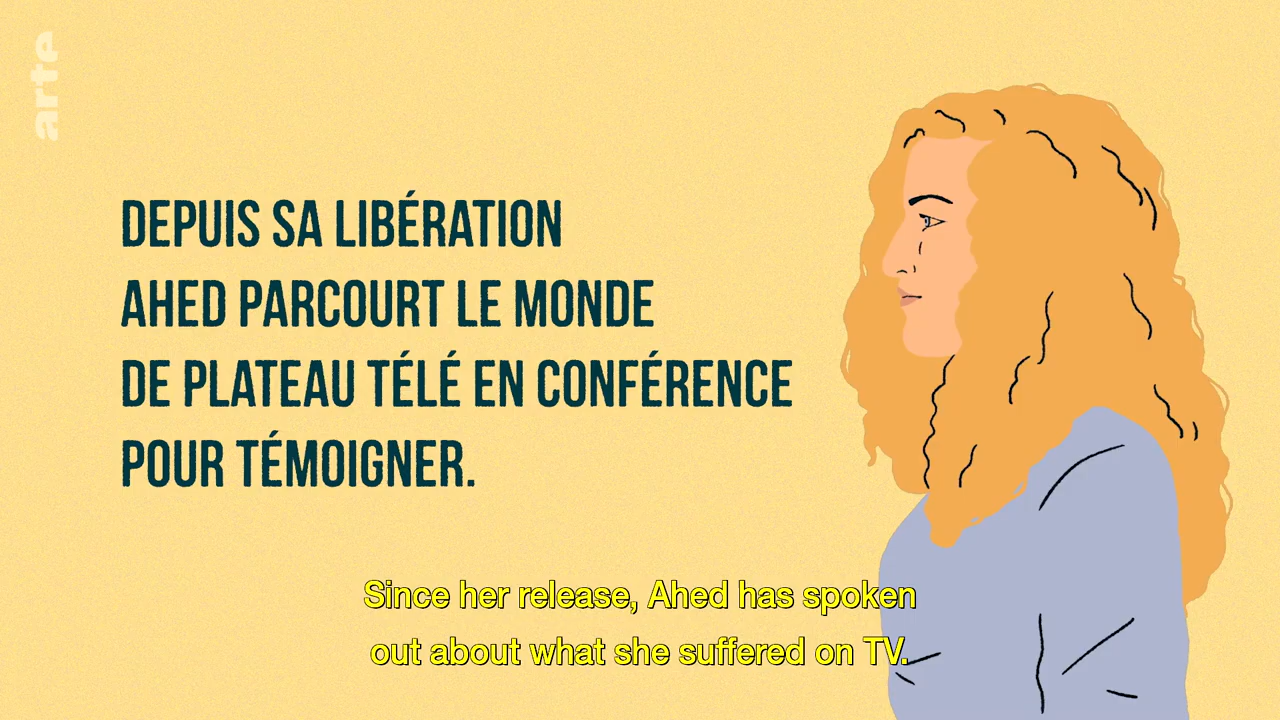 arte
DEPUIS SA LIBÉRATION
AHED PARCOURT LE MONDE
DE PLATEAU TÉLÉ EN CONFÉRENCE
POUR TÉMOIGNER.
Since her release, Ahed has spoken
out about what she suffered on TV.